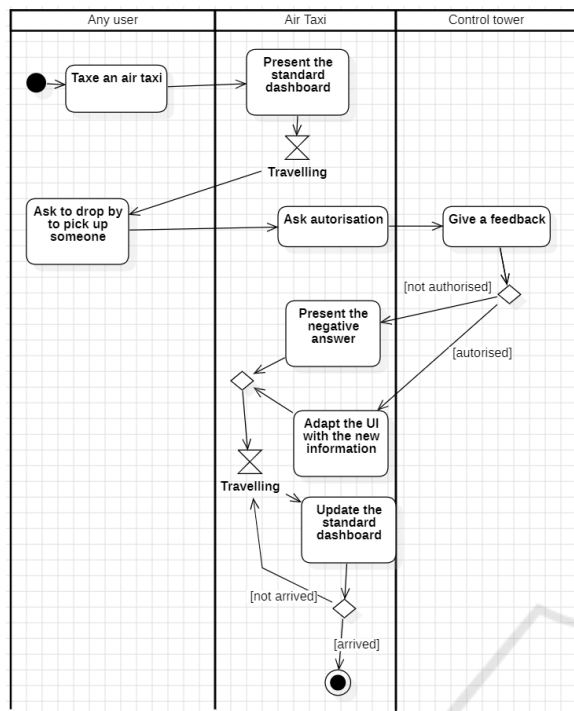 Any user
Air Taxi
Control tower
Taxe an air taxi
Present the
standard
dashboard
Travelling
Ask to drop by
to pick up
someone
Ask autorisation
Give a feedback
[not authorised]
Present the
negative
answer
[autorised]
Adapt the UI
with the new
information
Travelling
Update the
standard
dashboard
[not arrived]
[arrived]